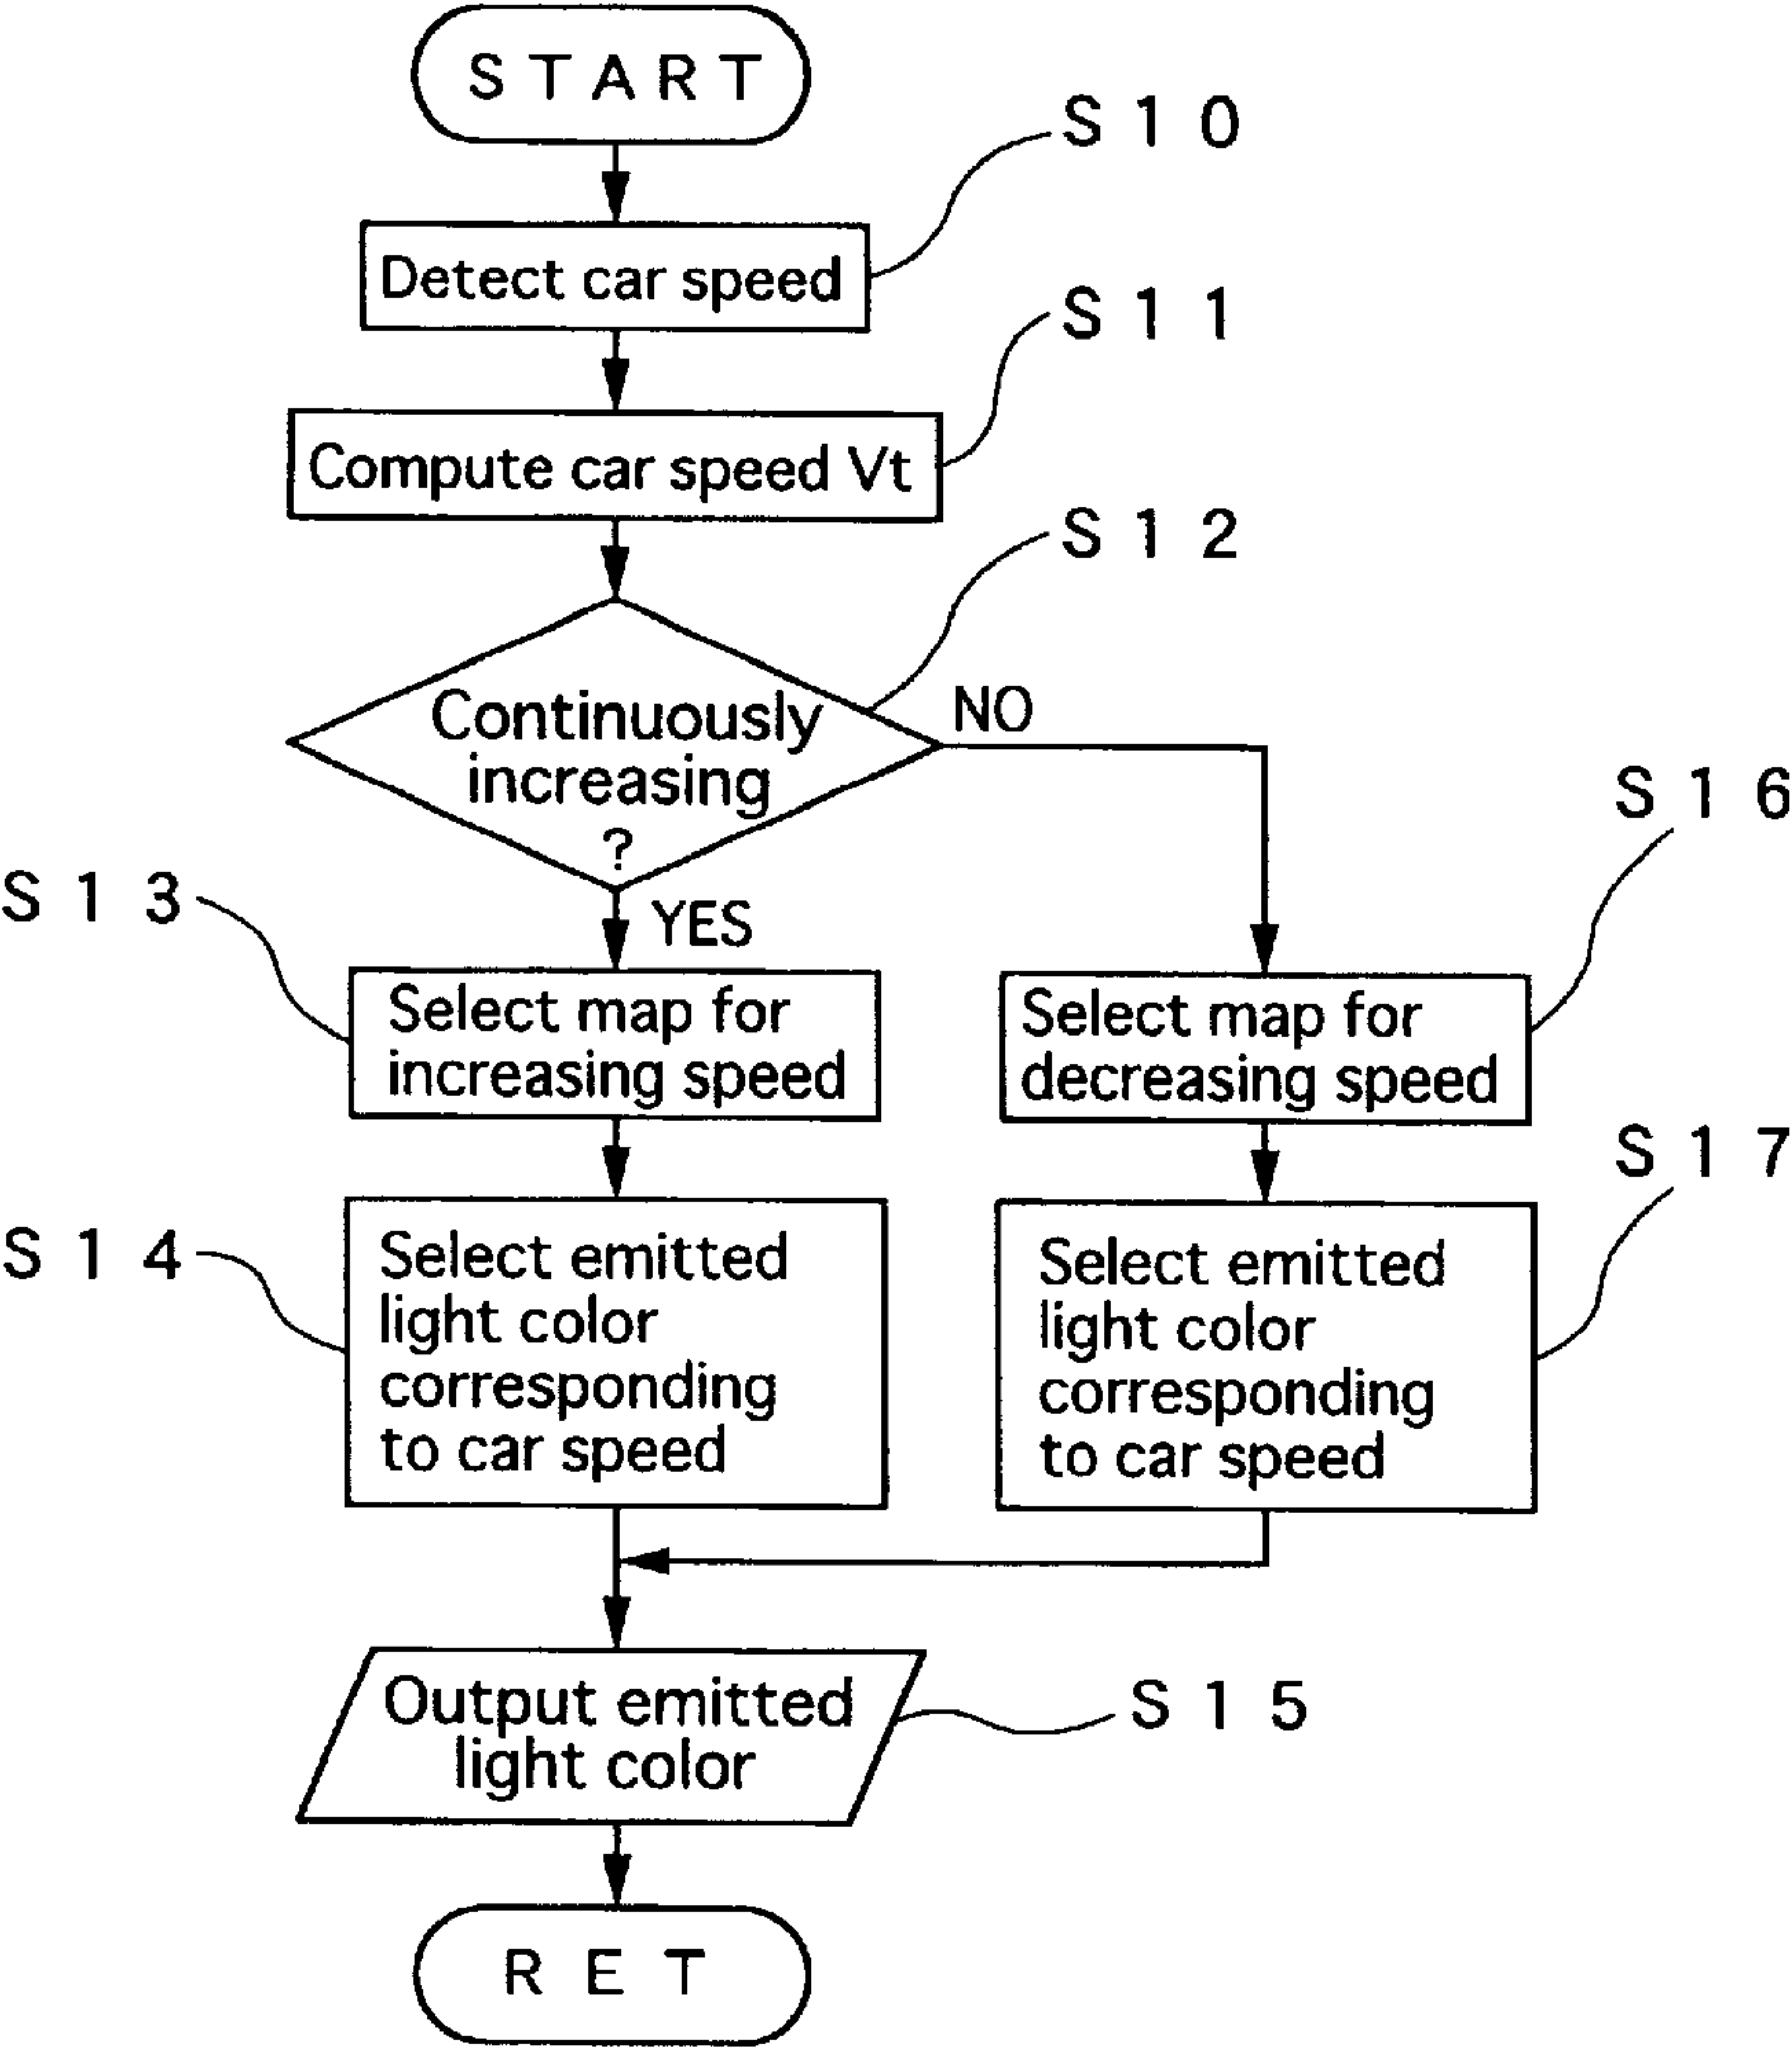 START
S10
Detect car speed
S11
Compute car speed Vt
S12
Continuously
increasing
?
NO
YES
S16
S13
Select map for
increasing speed
Select map for
decreasing speed
S17
S14
Select emitted
light color
corresponding
to car speed
Select emitted
light color
corresponding
to car speed
Output emitted
light color
S15
RET